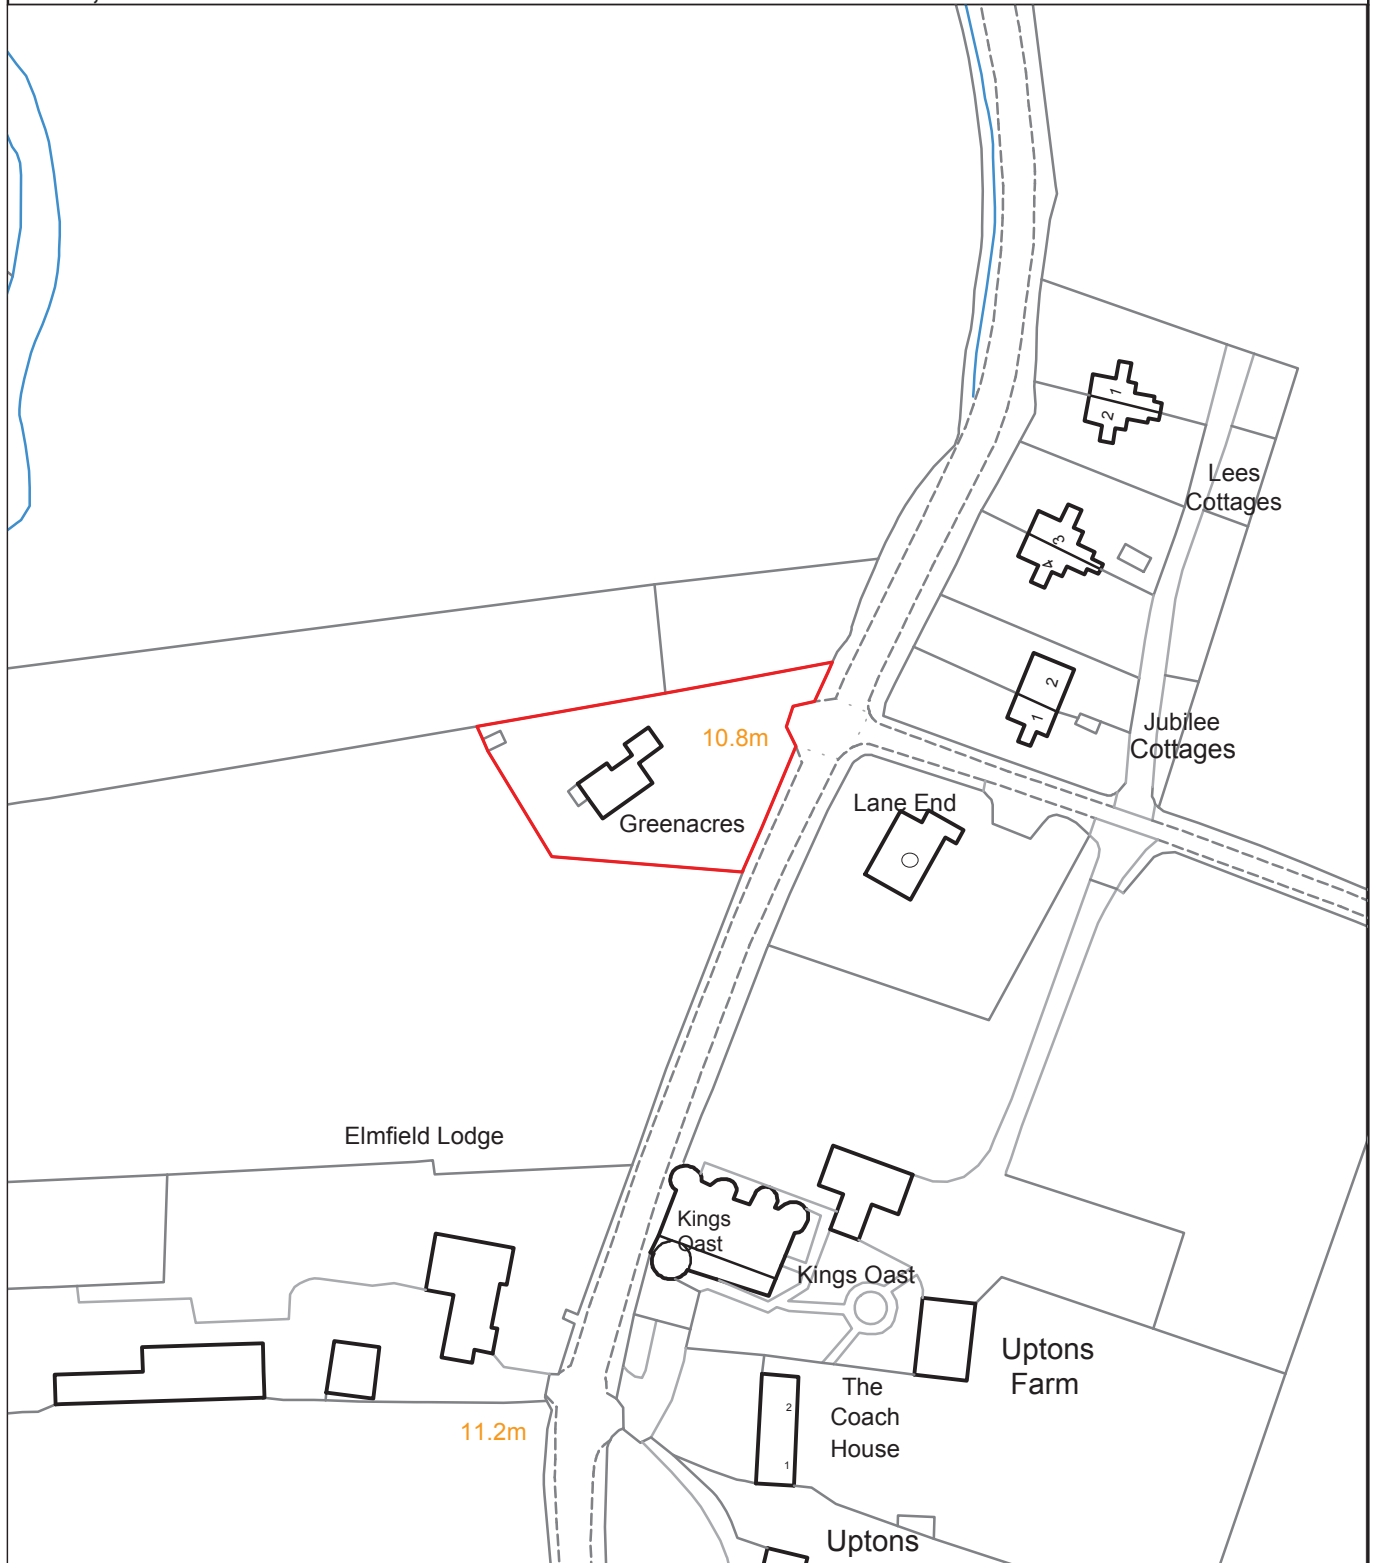 1
2
Lees
Cottages
3
4
2
1
Jubilee
Cottages
10.8m
Lane End
Greenacres
Elmfield Lodge
Kings
Oast
Kings Oast
Uptons
Farm
The
Coach
House
2
1
11.2m
Uptons